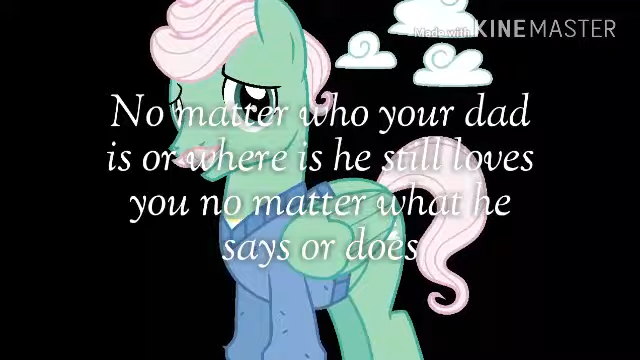 Made with KINEMASTER
No matter who your dad
is or where is he still loves
you no matter what he
says or does